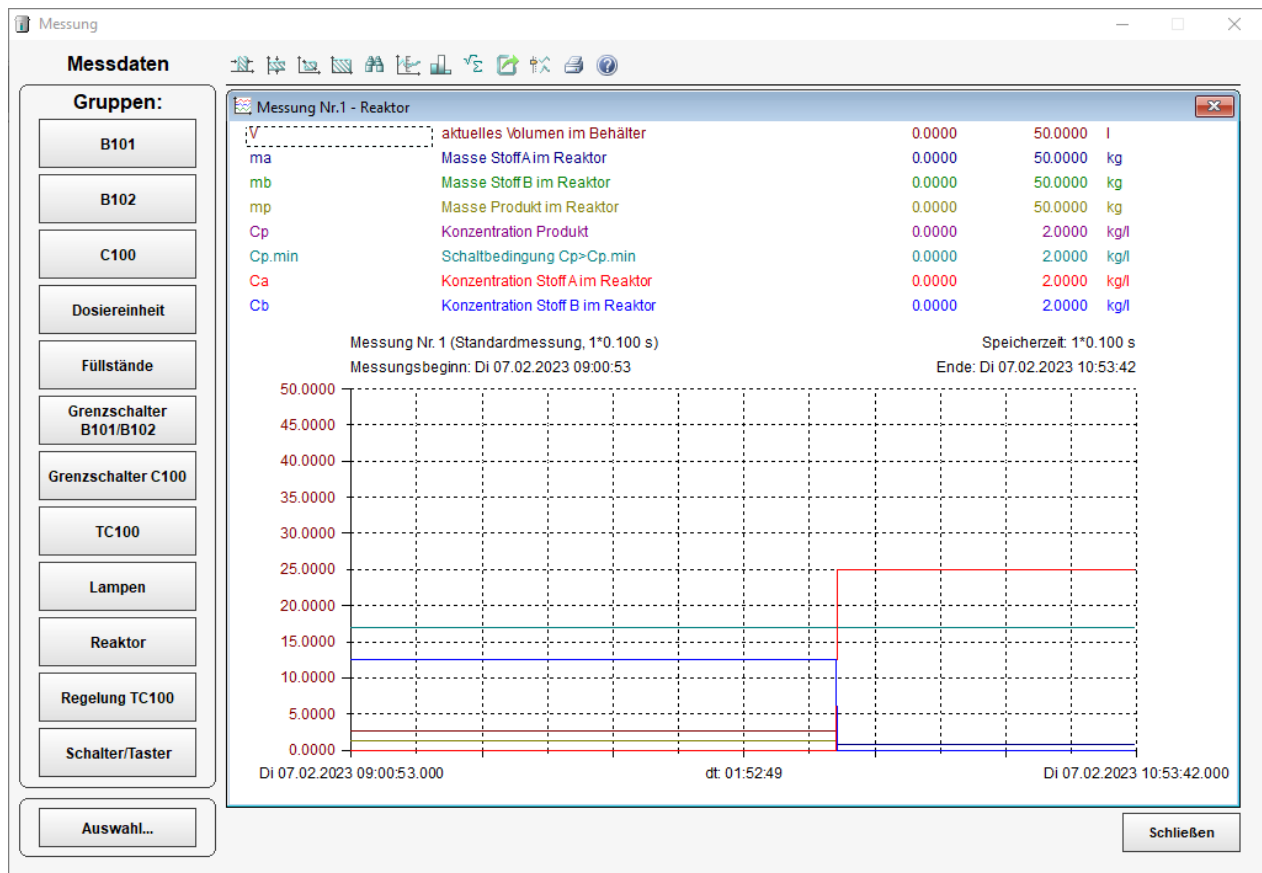 Messung
Messdaten
Gruppen:
B101
B102
C100
Dosiereinheit
Füllstände
Grenzschalter
B101/B102
Grenzschalter C100
TC100
Lampen
Reaktor
Regelung TC100
Schalter/Taster
Auswahl...
Messung Nr.1 - Reaktor
V aktuelles Volumen im Behälter 0.0000 50.0000 l
ma Masse Stoff A im Reaktor 0.0000 50.0000 kg
mb Masse Stoff B im Reaktor 0.0000 50.0000 kg
mp Masse Produkt im Reaktor 0.0000 50.0000 kg
Cp Konzentration Produkt 0.0000 2.0000 kg/l
Cp.min Schaltbedingung Cp>Cp.min 0.0000 2.0000 kg/l
Ca Konzentration Stoff A im Reaktor 0.0000 2.0000 kg/l
Cb Konzentration Stoff B im Reaktor 0.0000 2.0000 kg/l
Messung Nr. 1 (Standardmessung, 1*0.100 s) Speicherzeit: 1*0.100 s
Messungsbeginn: Di 07.02.2023 09:00:53 Ende: Di 07.02.2023 10:53:42
50.0000
45.0000
40.0000
35.0000
30.0000
25.0000
20.0000
15.0000
10.0000
5.0000
0.0000
Di 07.02.2023 09:00:53.000 dt: 01:52:49 Di 07.02.2023 10:53:42.000
Schließen